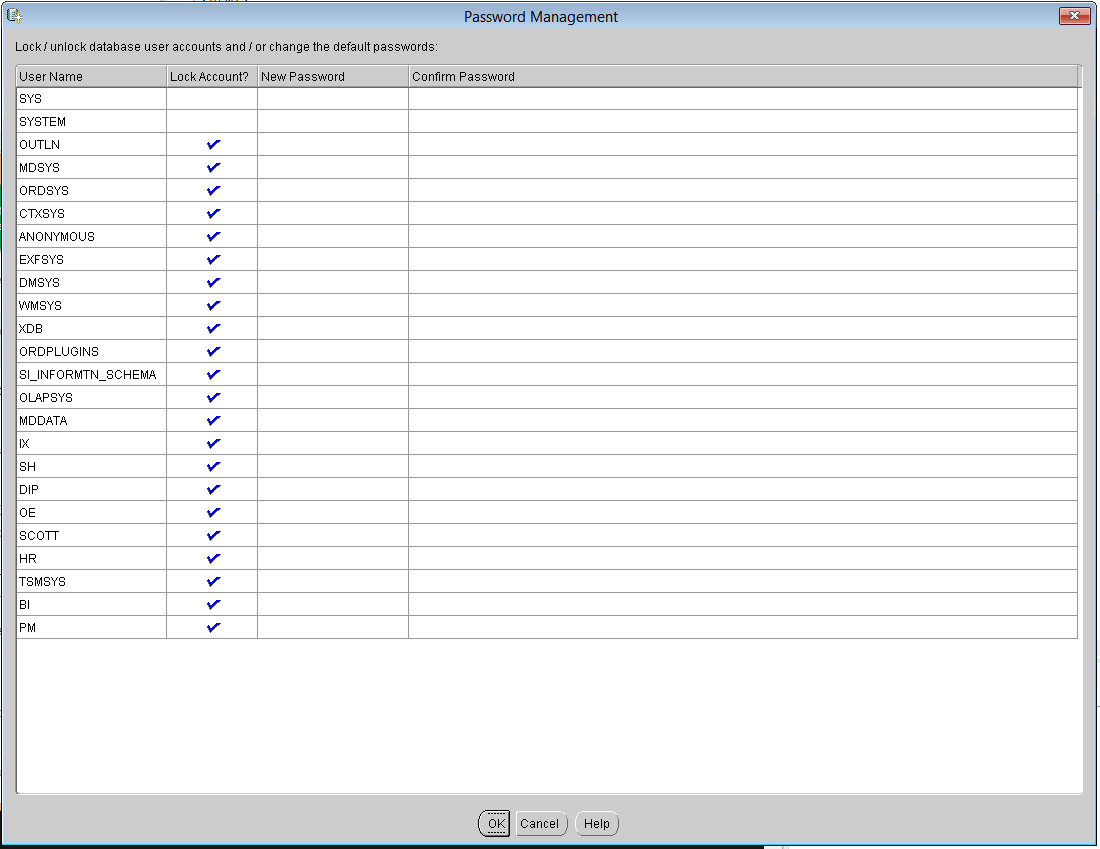 Password Management
Lock / unlock database user accounts and / or change the default passwords:
User Name Lock Account? New Password Confirm Password
SYS
SYSTEM
OUTLN
MDSYS
ORDSYS
CTXSYS
ANONYMOUS
EXFSYS
DMSYS
WMSYS
XDB
ORDPLUGINS
SI_INFORMTN_SCHEMA
OLAPSYS
MDDATA
IX
SH
DIP
OE
SCOTT
HR
TSMSYS
BI
PM
OK Cancel Help